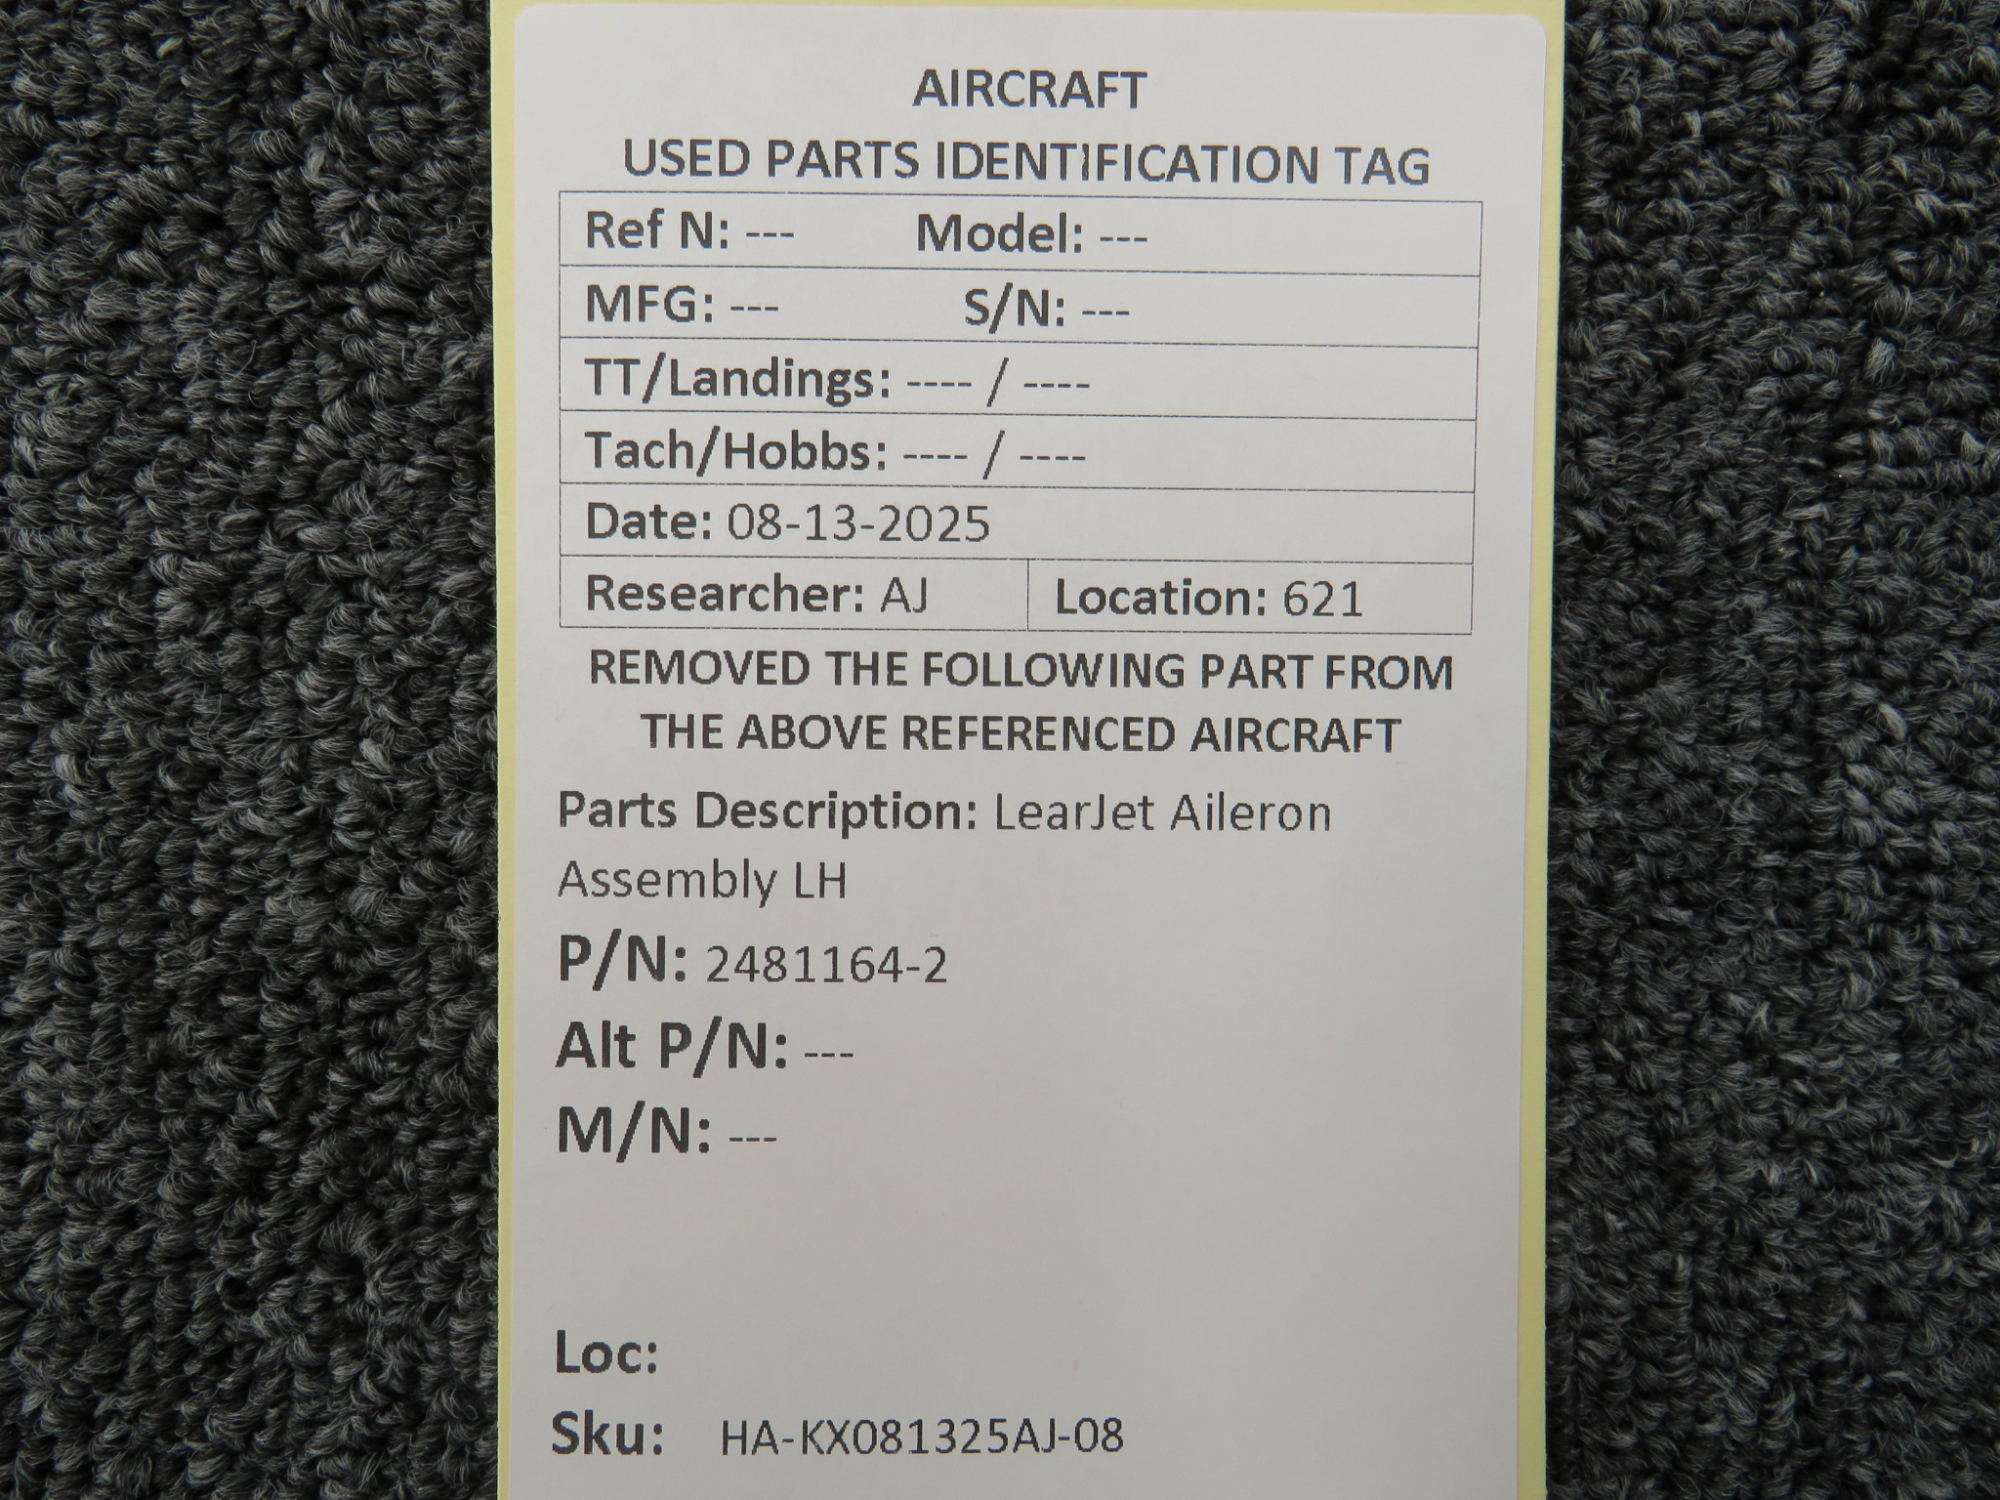 AIRCRAFT
USED PARTS IDENTIFICATION TAG
Ref N: --- Model: ---
MFG: --- S/N: ---
TT/Landings: ---- / ----
Tach/Hobbs: ---- / ----
Date: 08-13-2025
Researcher: AJ Location: 621
REMOVED THE FOLLOWING PART FROM
THE ABOVE REFERENCED AIRCRAFT
Parts Description: LearJet Aileron
Assembly LH
P/N: 2481164-2
Alt P/N: ---
M/N: ---
Loc:
Sku: HA-KX081325AJ-08